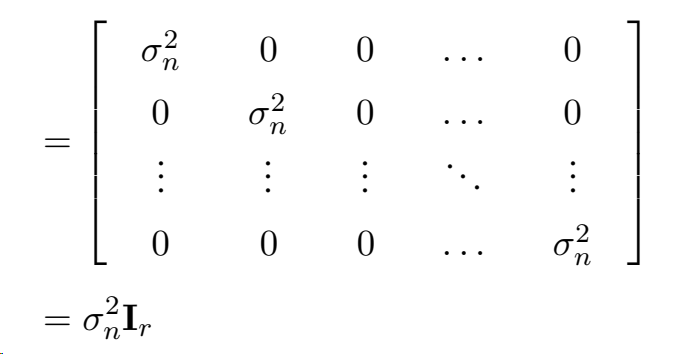 = [ σ_n^2 0 0 … 0
0 σ_n^2 0 … 0
⋮ ⋮ ⋮ ⋱ ⋮
0 0 0 … σ_n^2 ]
= σ_n^2 I_r